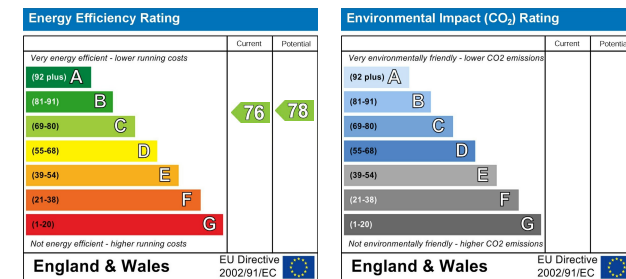 Energy Efficiency Rating
Current Potential
Very energy efficient - lower running costs
(92 plus) A
(81-91) B
(69-80) C
(55-68) D
(39-54) E
(21-38) F
(1-20) G
76 78
Not energy efficient - higher running costs
England & Wales
EU Directive
2002/91/EC
Environmental Impact (CO₂) Rating
Current Potential
Very environmentally friendly - lower CO2 emissions
(92 plus) A
(81-91) B
(69-80) C
(55-68) D
(39-54) E
(21-38) F
(1-20) G
Not environmentally friendly - higher CO2 emissions
England & Wales
EU Directive
2002/91/EC